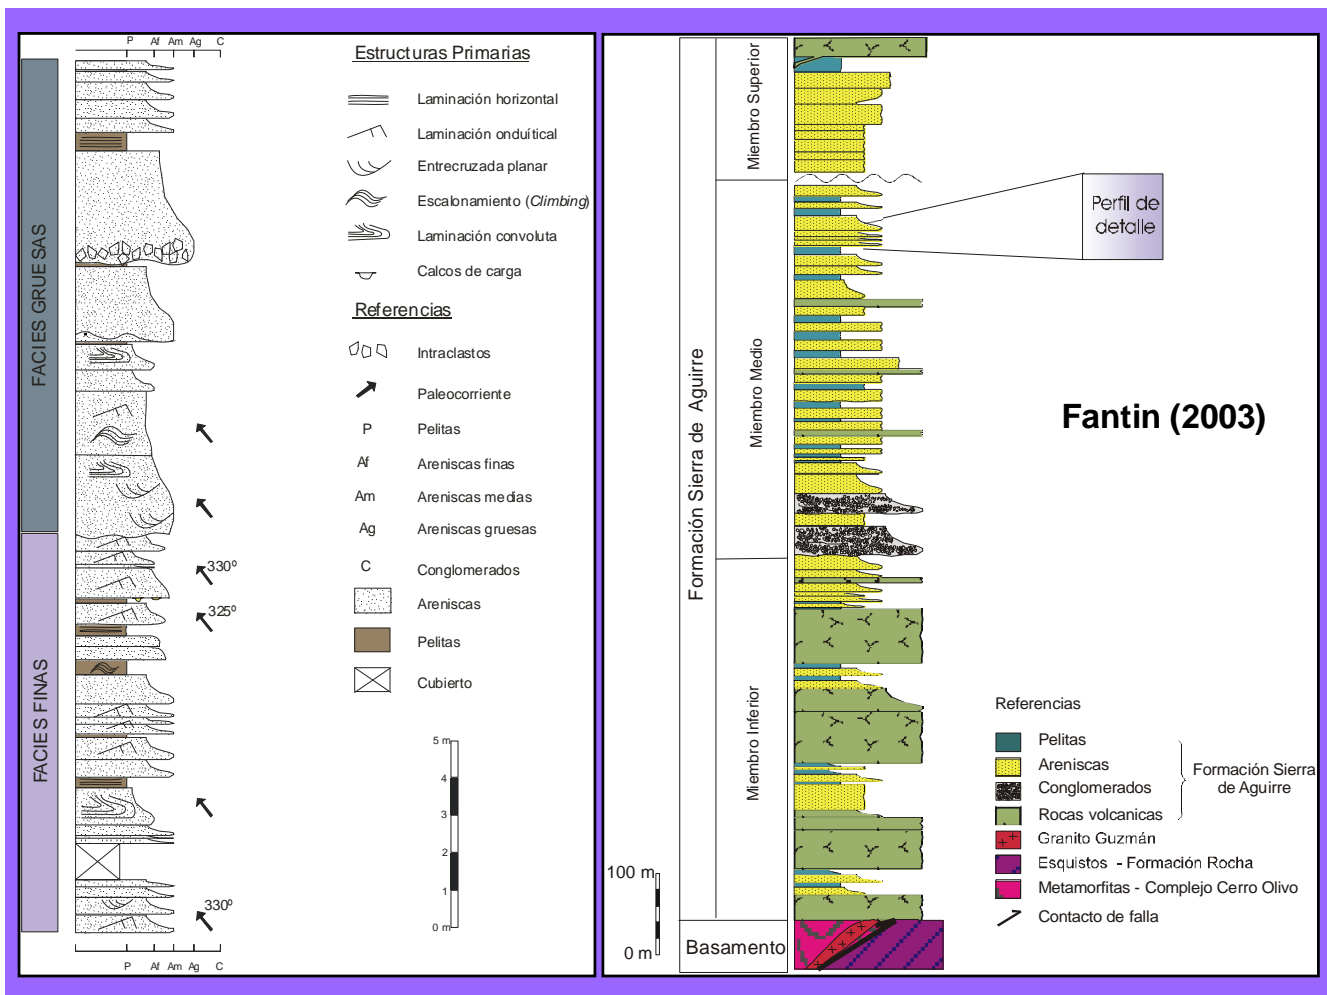 P Af Am Ag C
FACIES GRUESAS
FACIES FINAS
330º
325º
330º
P Af Am Ag C
Estructuras Primarias
Laminación horizontal
Laminación onduítical
Entrecruzada planar
Escalonamiento (Climbing)
Laminación convoluta
Calcos de carga
Referencias
Intraclastos
Paleocorriente
P Pelitas
Af Areniscas finas
Am Areniscas medias
Ag Areniscas gruesas
C Conglomerados
Areniscas
Pelitas
Cubierto
5 m
4
3
2
1
0 m
Formación Sierra de Aguirre
Miembro Superior
Miembro Medio
Miembro Inferior
Basamento
100 m
0 m
Perfil de
detalle
Fantin (2003)
Referencias
Pelitas
Areniscas
Conglomerados
Rocas volcanicas
Formación Sierra
de Aguirre
Granito Guzmán
Esquistos - Formación Rocha
Metamorfitas - Complejo Cerro Olivo
Contacto de falla